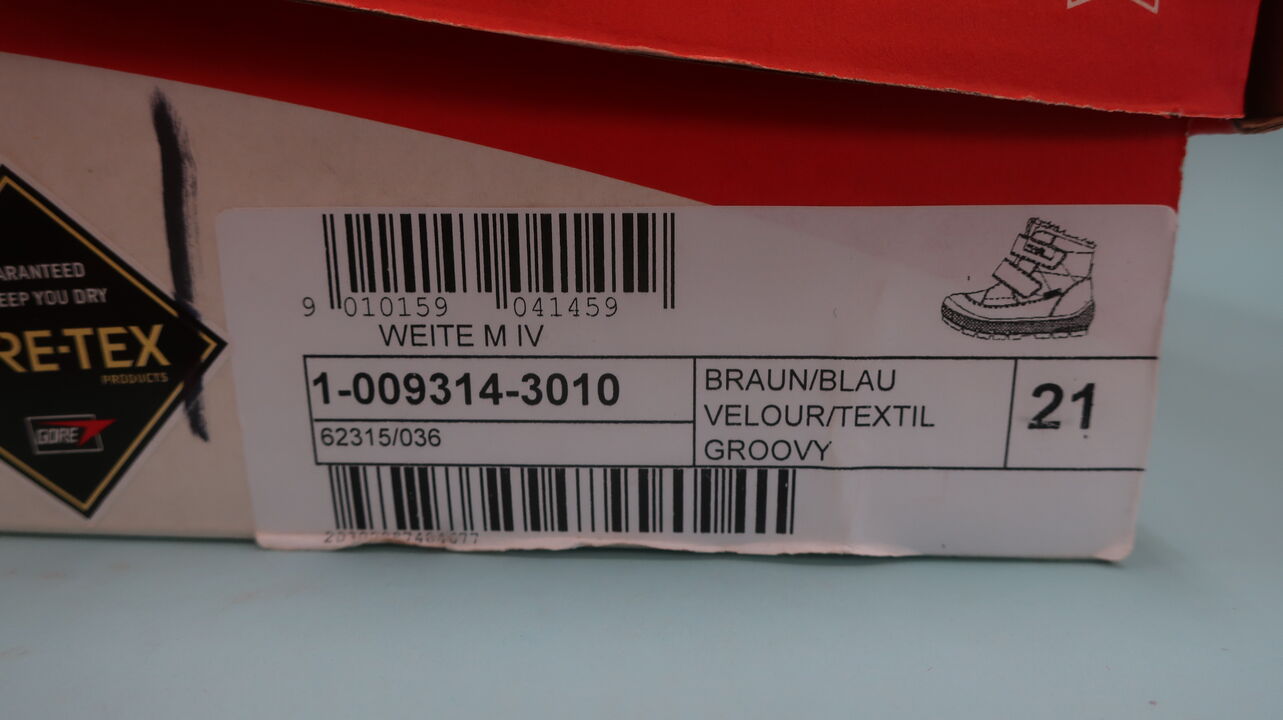 ARANTEED
EEP YOU DRY
RE-TEX
PRODUCTS
GORE
9 010159 041459
WEITE M IV
1-009314-3010
62315/036
BRAUN/BLAU
VELOUR/TEXTIL
GROOVY
21